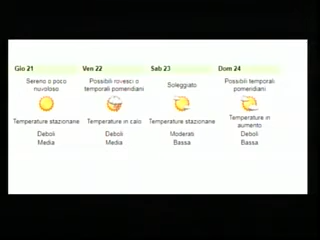 Gio 21
Sereno o poco
nuvoloso
Temperature stazionarie
Deboli
Media
Ven 22
Possibili rovesci o
temporali pomeridiani
Temperature in calo
Deboli
Media
Sab 23
Soleggiato
Temperature stazionarie
Moderati
Bassa
Dom 24
Possibili temporali
pomeridiani
Temperature in
aumento
Deboli
Bassa